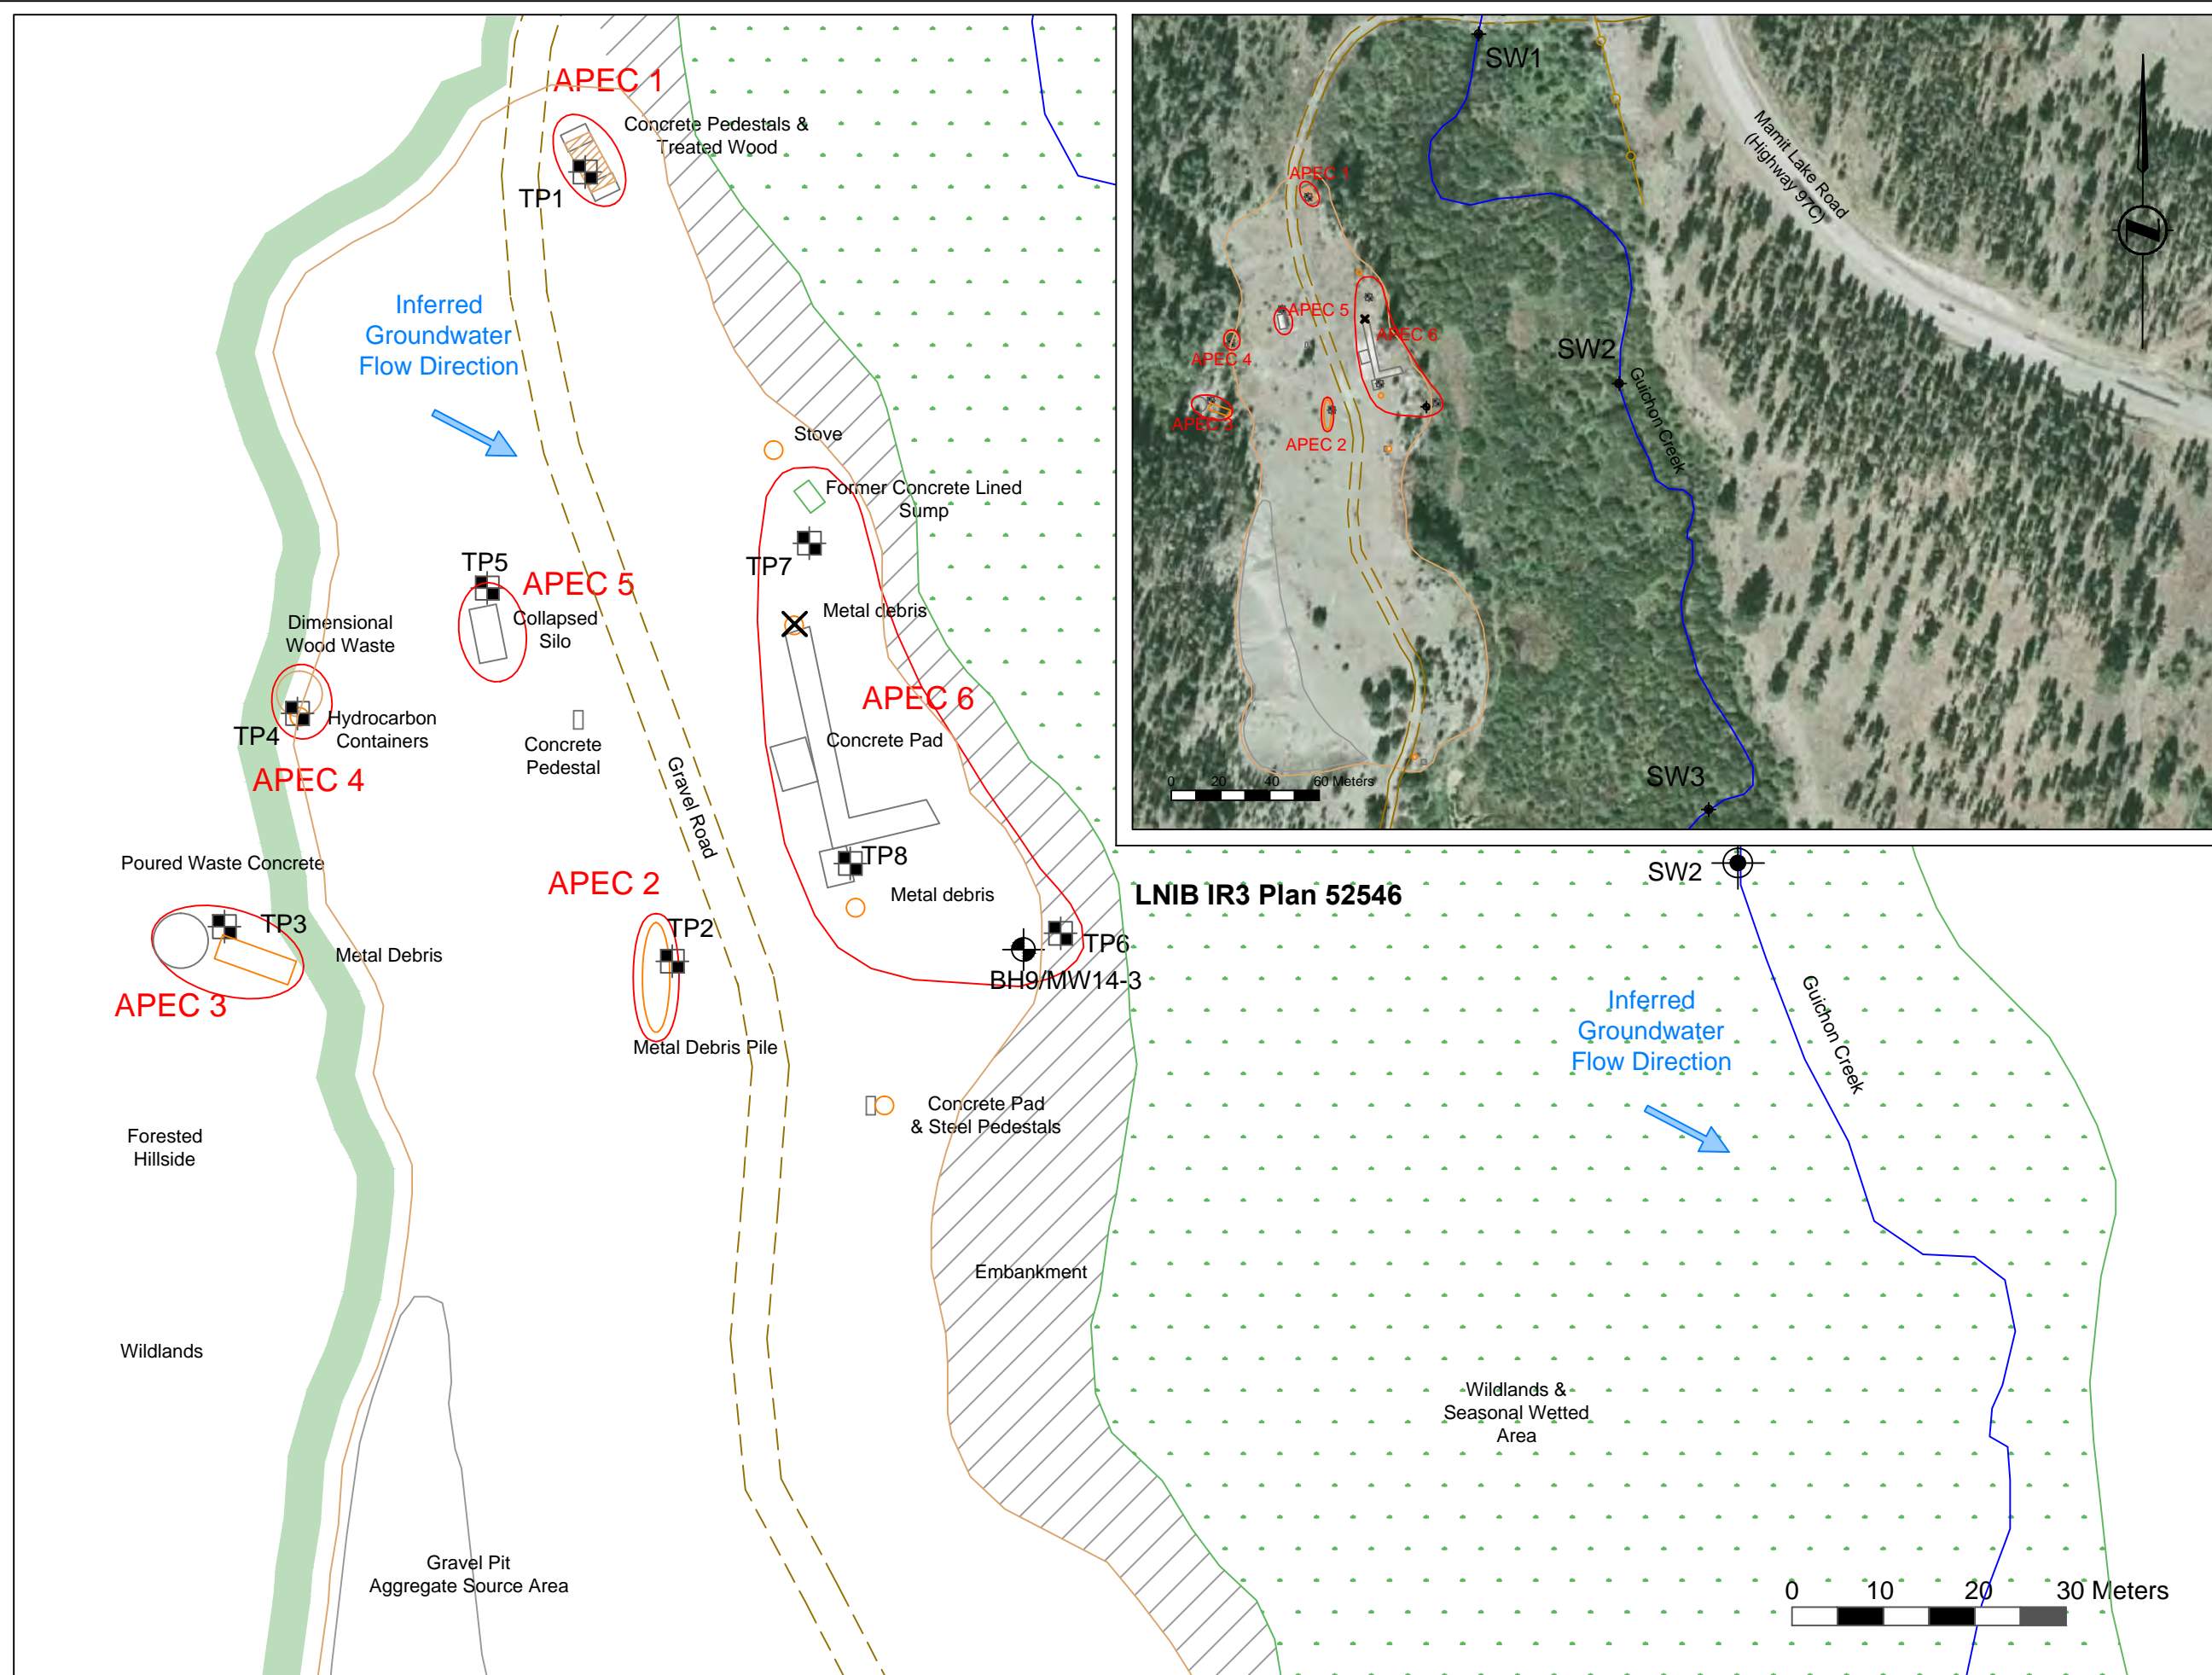 APEC 1
Concrete Pedestals &
Treated Wood
TP1
Inferred
Groundwater
Flow Direction
Stove
Former Concrete Lined
Sump
TP7
TP5
APEC 5
Collapsed
Silo
Metal debris
Dimensional
Wood Waste
APEC 6
TP4
Hydrocarbon
Containers
Concrete
Pedestal
Concrete Pad
APEC 4
Gravel Road
Poured Waste Concrete
TP8
APEC 2
Metal debris
TP3
TP2
Metal Debris
TP6
BH9/MW14-3
APEC 3
Metal Debris Pile
Concrete Pad
& Steel Pedestals
Forested
Hillside
Embankment
Wildlands
Gravel Pit
Aggregate Source Area
SW1
Mamit Lake Road
(Highway 97C)
APEC 1
APEC 5
APEC 6
APEC 4
SW2
Guichon Creek
APEC 3
APEC 2
SW3
0 20 40 60 Meters
LNIB IR3 Plan 52546
SW2
Inferred
Groundwater
Flow Direction
Guichon Creek
Wildlands &
Seasonal Wetted
Area
0 10 20 30 Meters